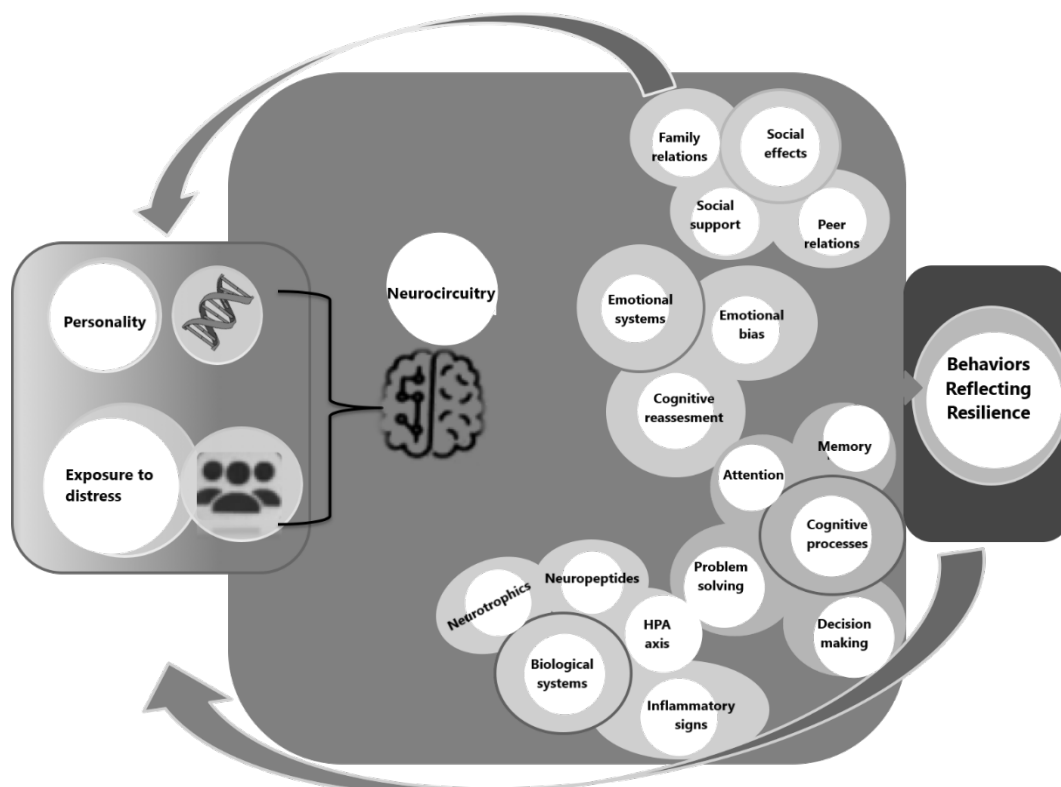 Family
relations
Social
effects
Social
support
Peer
relations
Personality
Neurocircuitry
Emotional
systems
Emotional
bias
Behaviors
Reflecting
Resilience
Cognitive
reassesment
Exposure to
distress
Memory
Attention
Cognitive
processes
Problem
solving
Neurotrophics
Neuropeptides
HPA
axis
Decision
making
Biological
systems
Inflammatory
signs